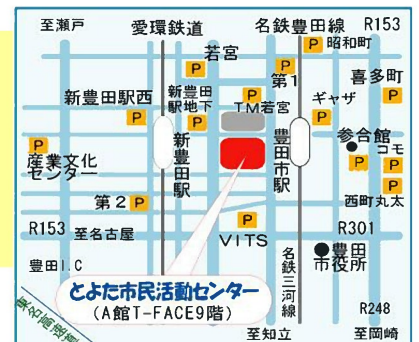 至瀬戸
愛環鉄道
名鉄豊田線
R153
若宮
P
昭和町
P
第1
P
喜多町
P
新豊田駅西
P
新豊田
駅地下
P
TM若宮
P
ギャザ
P
参合館
P
コモ
P
P
産業文化
センター
P
新豊田駅
豊田市駅
西町丸太
第2
P
R153
至名古屋
P
VITS
R301
豊田I.C
名鉄三河線
豊田
市役所
とよた市民活動センター
(A館T-FACE9階)
R248
東名高速道
至知立
至岡崎